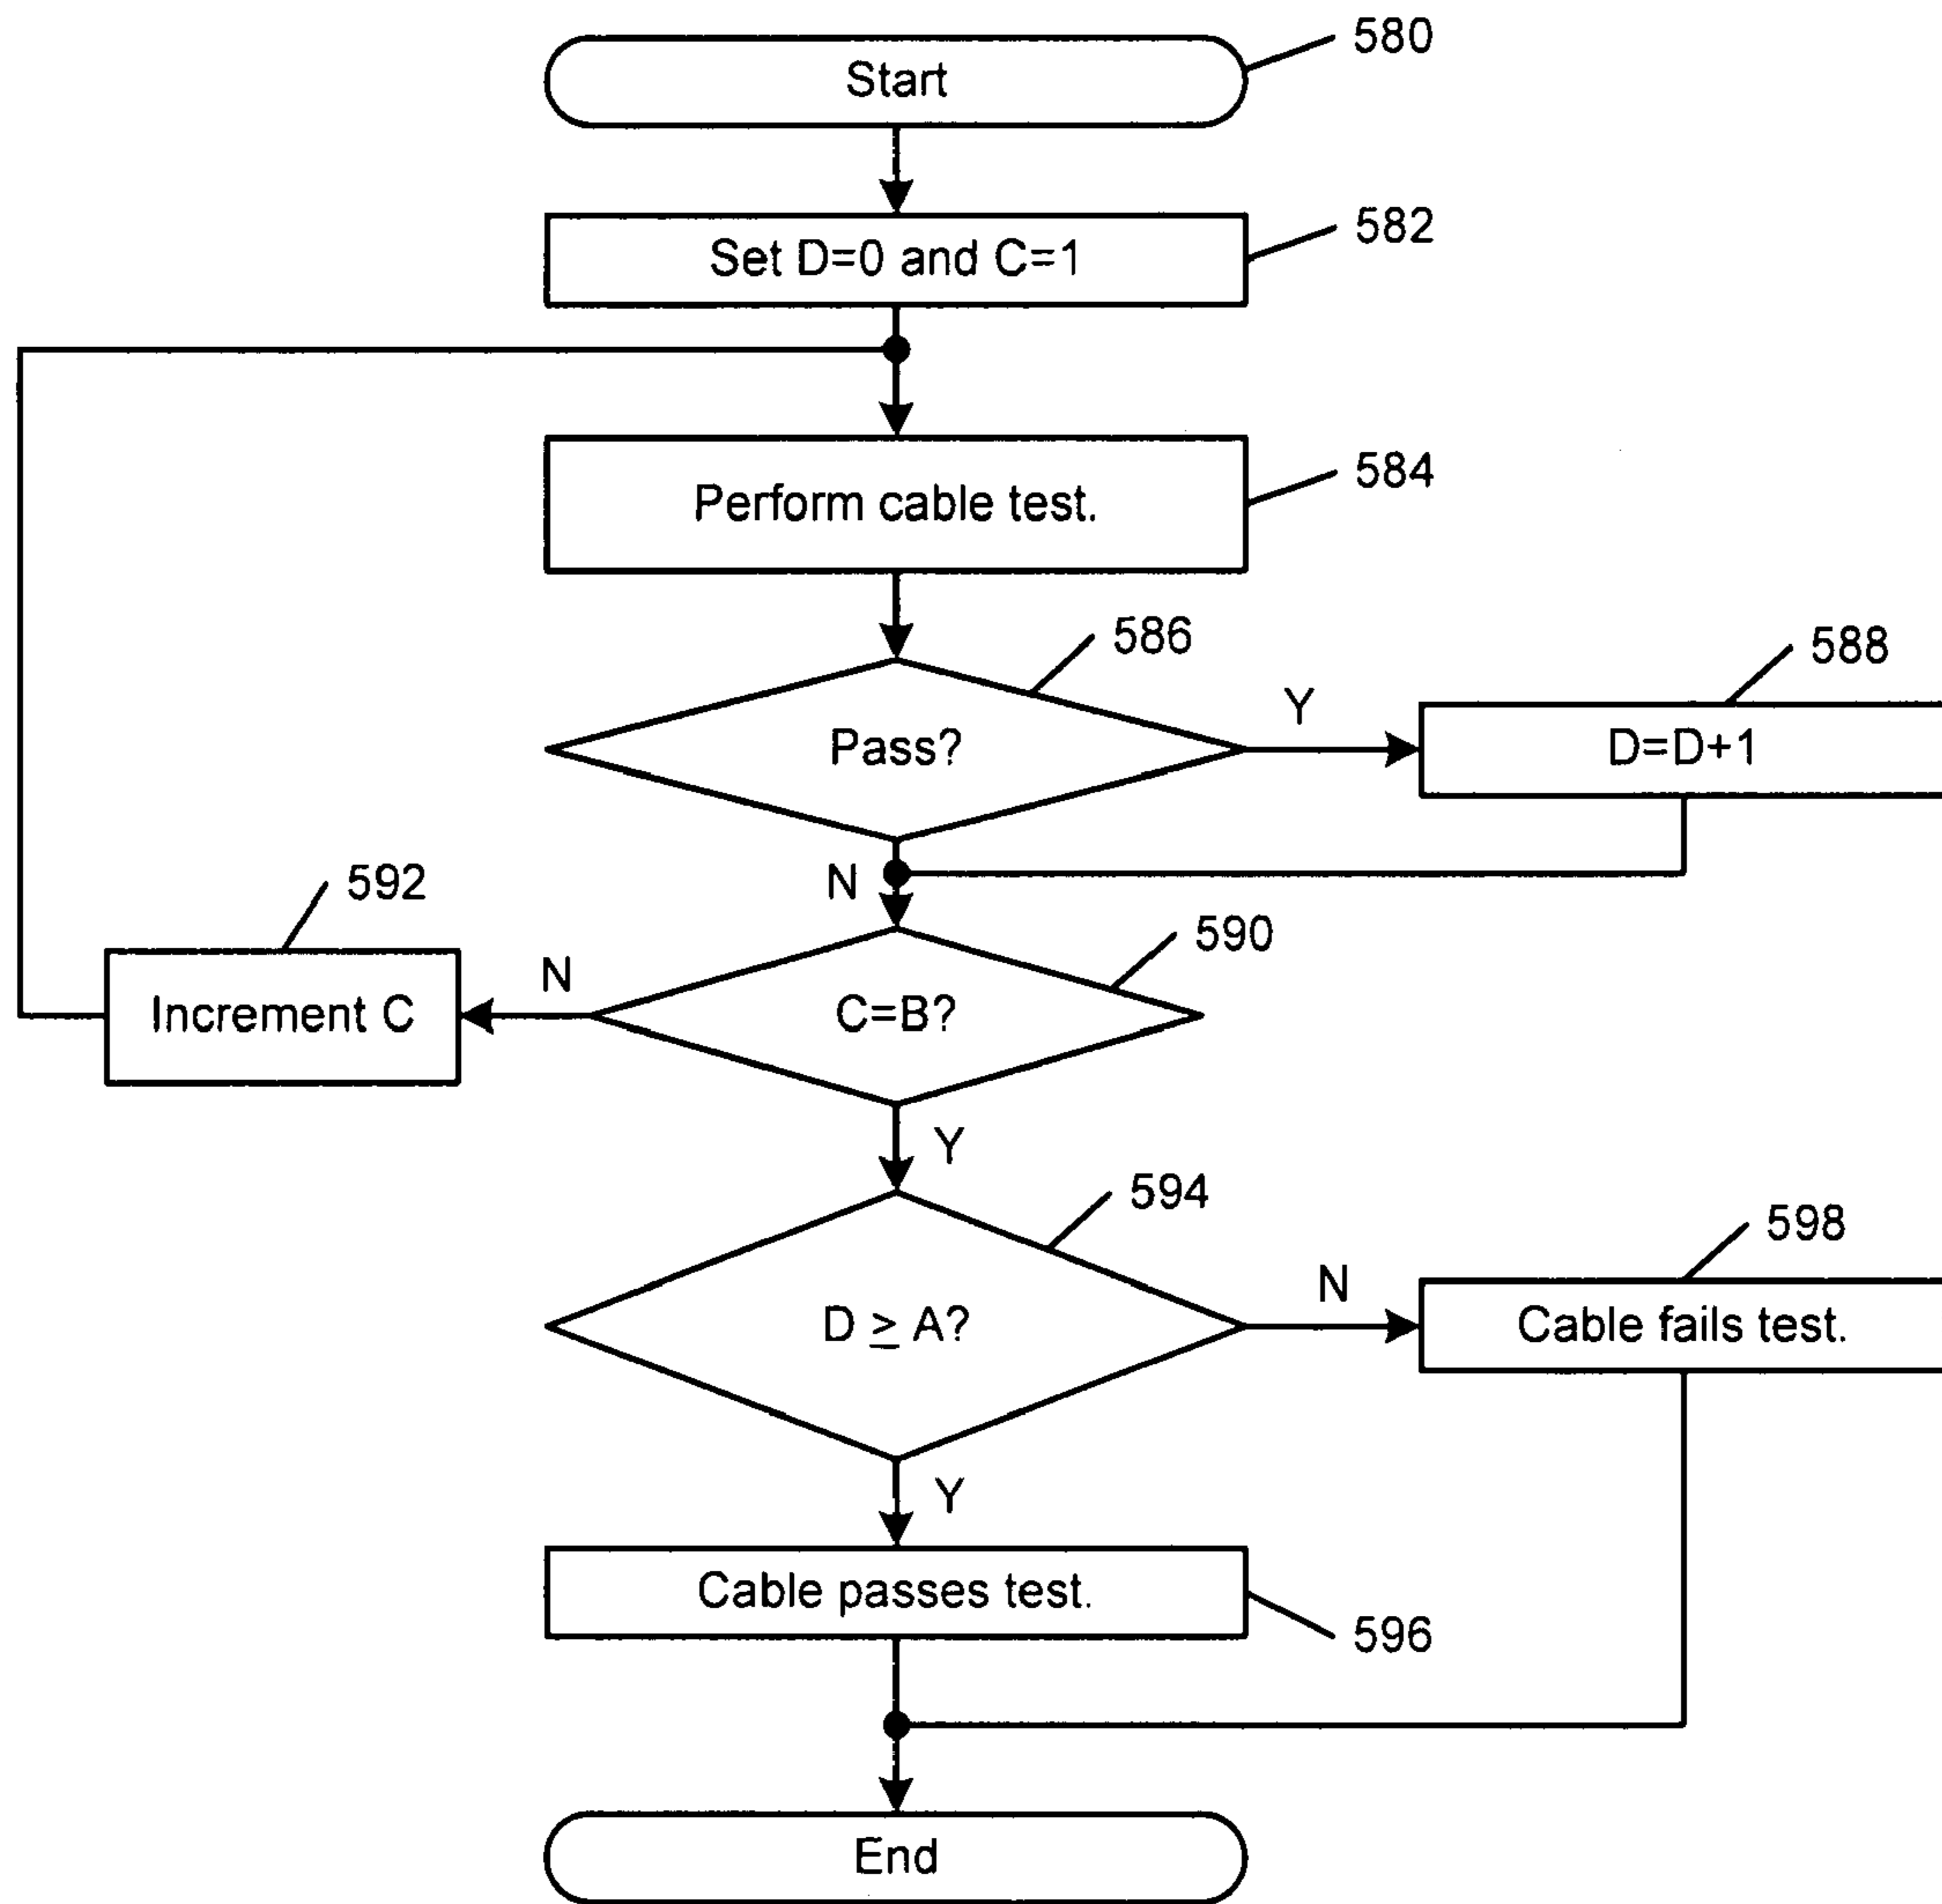 580
Start
582
Set D=0 and C=1
584
Perform cable test.
586
588
Y
Pass?
D=D+1
N
592
590
N
Increment C
C=B?
Y
594
598
N
D ≥ A?
Cable fails test.
Y
Cable passes test.
596
End